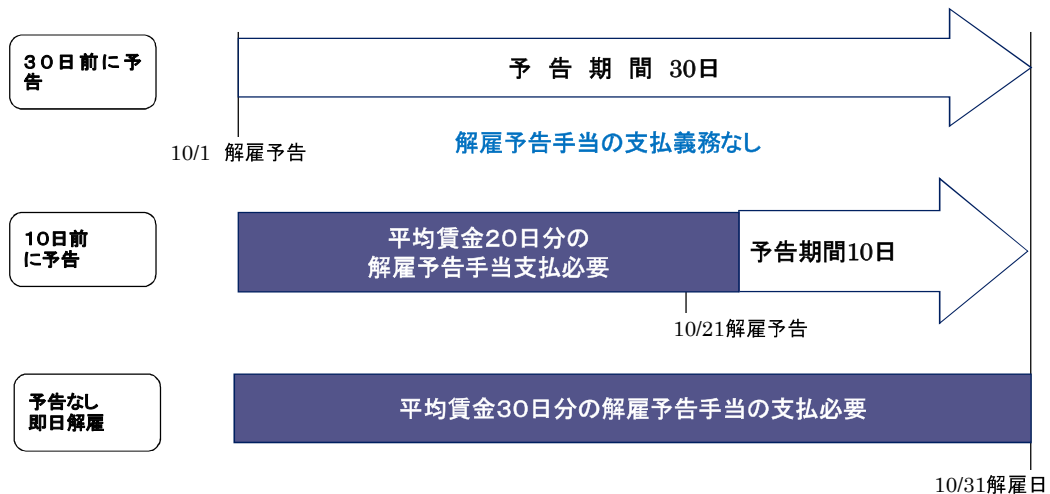 30日前に予
告
予 告 期 間 30日
10/1 解雇予告
解雇予告手当の支払義務なし
10日前
に予告
平均賃金20日分の
解雇予告手当支払必要
予告期間10日
10/21解雇予告
予告なし
即日解雇
平均賃金30日分の解雇予告手当の支払必要
10/31解雇日